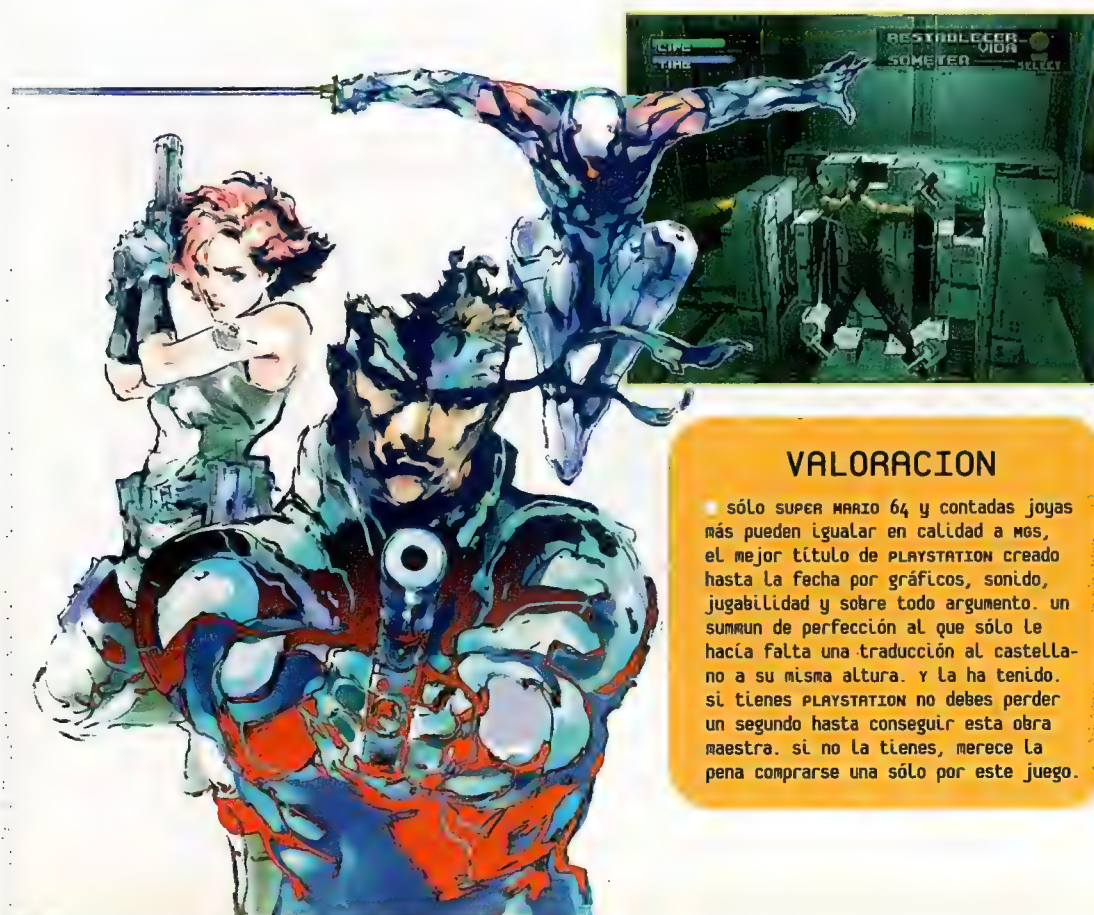 LIFE
TIME
RESTABLECER
VIDA
SOMETER
SELECT
VALORACION
sólo SUPER MARIO 64 y contadas joyas
más pueden igualar en calidad a MGS,
el mejor título de PLAYSTATION creado
hasta la fecha por gráficos, sonido,
jugabilidad y sobre todo argumento. un
summun de perfección al que sólo le
hacía falta una traducción al castella-
no a su misma altura. Y la ha tenido.
si tienes PLAYSTATION no debes perder
un segundo hasta conseguir esta obra
maestra. si no la tienes, merece la
pena comprarse una sólo por este juego.